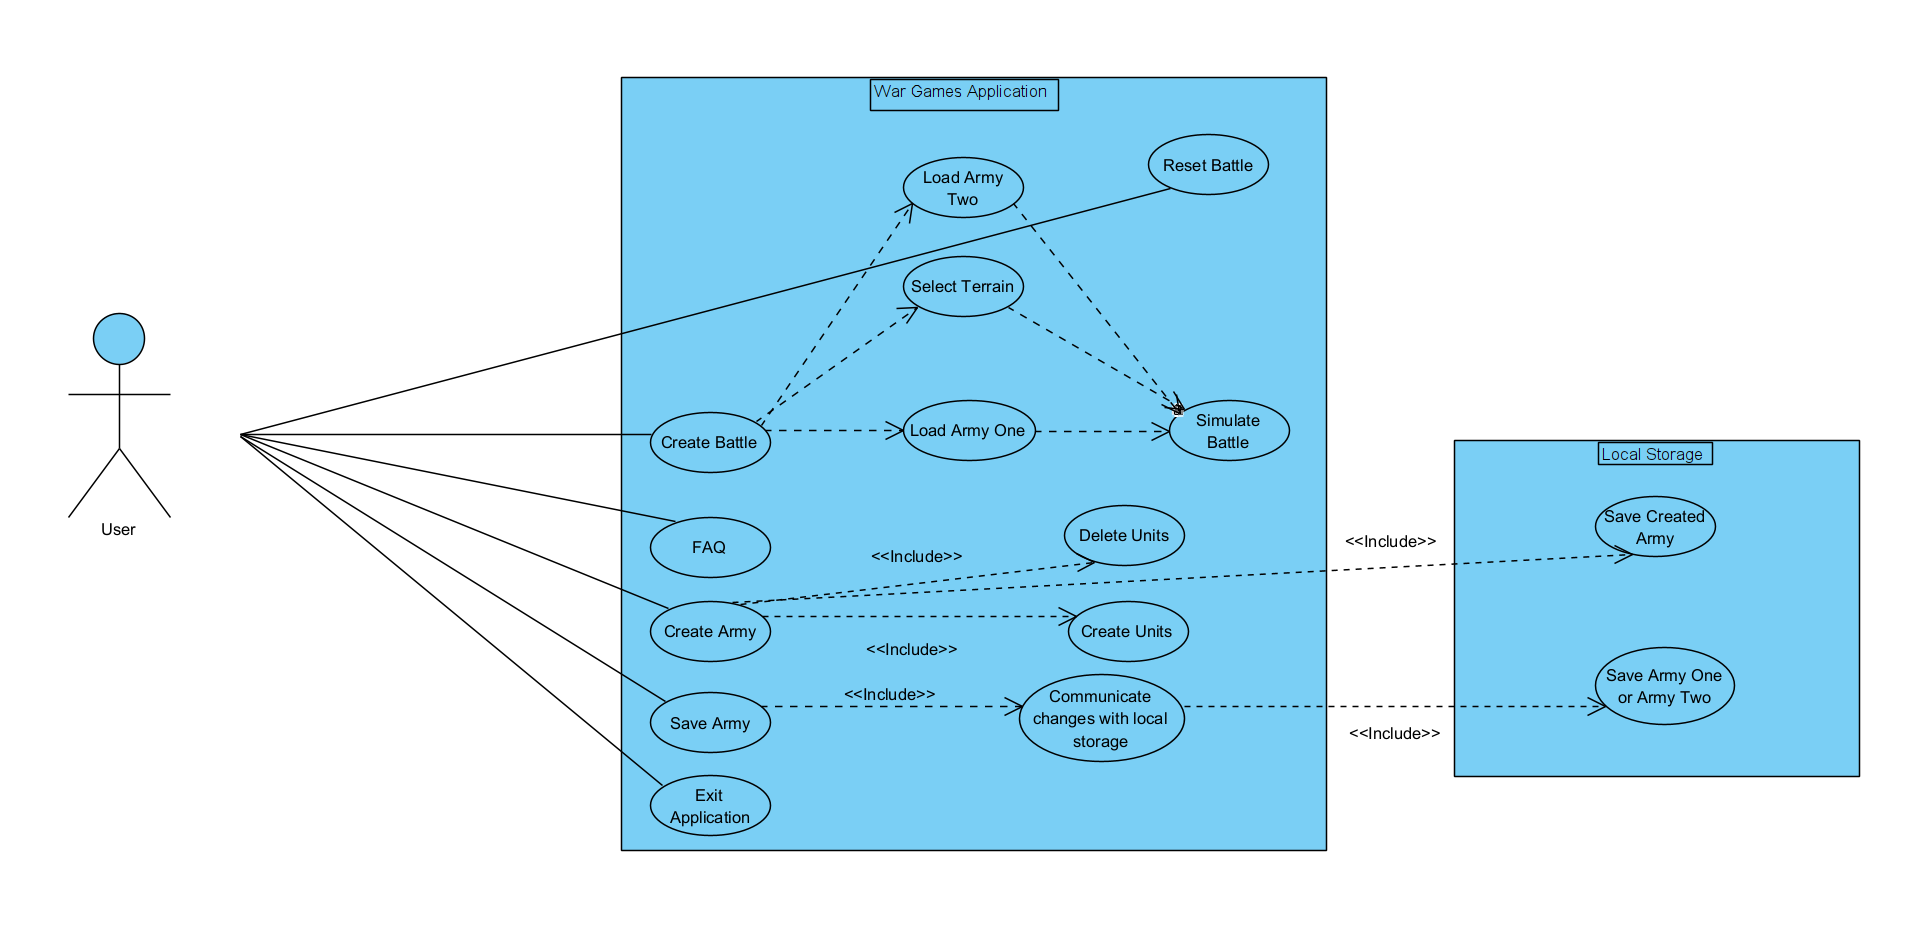 War Games Application
Load Army
Two
Reset Battle
Select Terrain
Create Battle
Load Army One
Simulate
Battle
User
FAQ
Delete Units
<<Include>>
Create Army
Create Units
<<Include>>
Save Army
<<Include>>
Communicate
changes with local
storage
Exit
Application
<<Include>>
<<Include>>
Local Storage
Save Created
Army
Save Army One
or Army Two